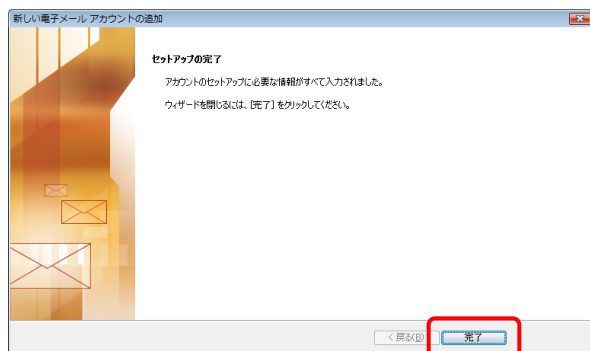 新しい電子メール アカウントの追加
セットアップの完了
アカウントのセットアップに必要な情報がすべて入力されました。
ウィザードを閉じるには、[完了] をクリックしてください。
< 戻る(B)
完了